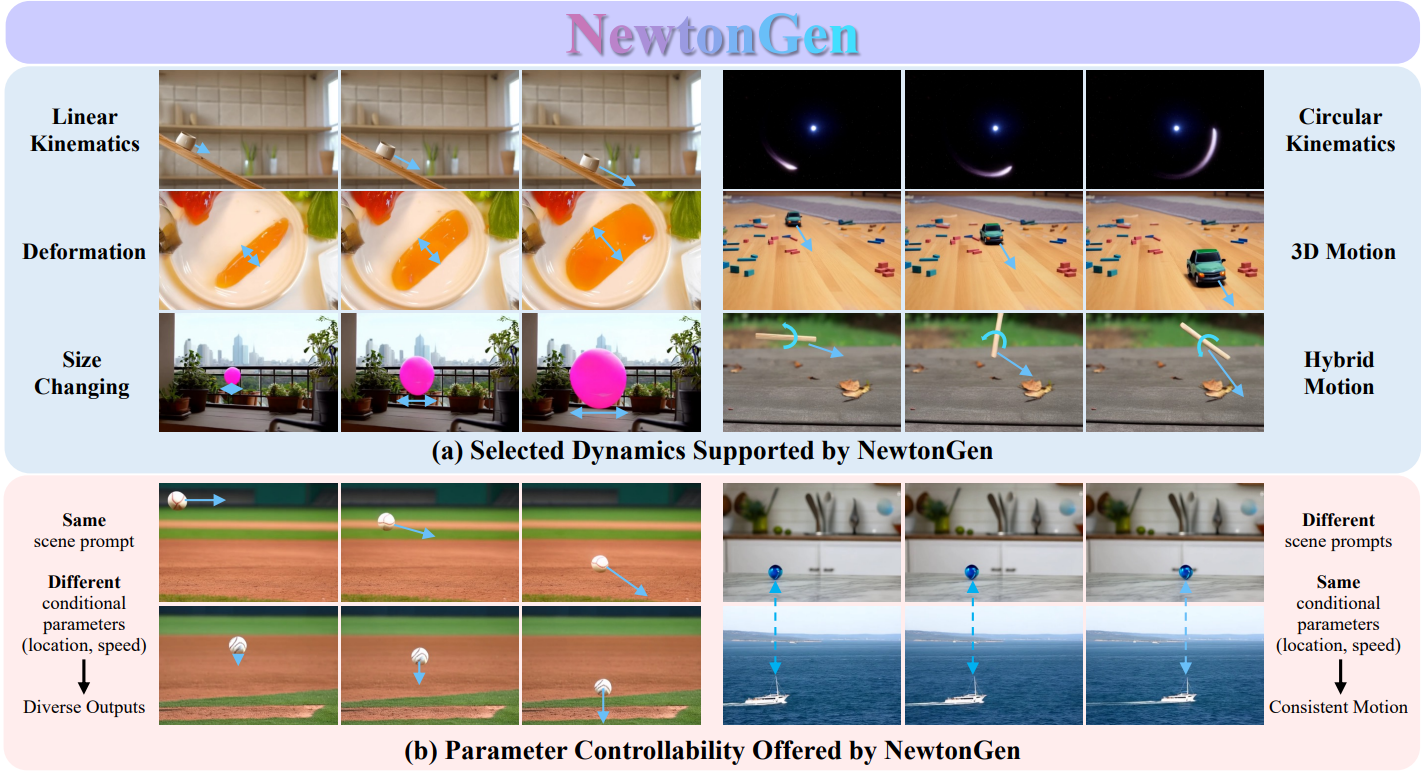 NewtonGen
Linear
Kinematics
Circular
Kinematics
Deformation
3D Motion
Size
Changing
Hybrid
Motion
(a) Selected Dynamics Supported by NewtonGen
Same
scene prompt
Different
conditional
parameters
(location, speed)
Diverse Outputs
Different
scene prompts
Same
conditional
parameters
(location, speed)
Consistent Motion
(b) Parameter Controllability Offered by NewtonGen